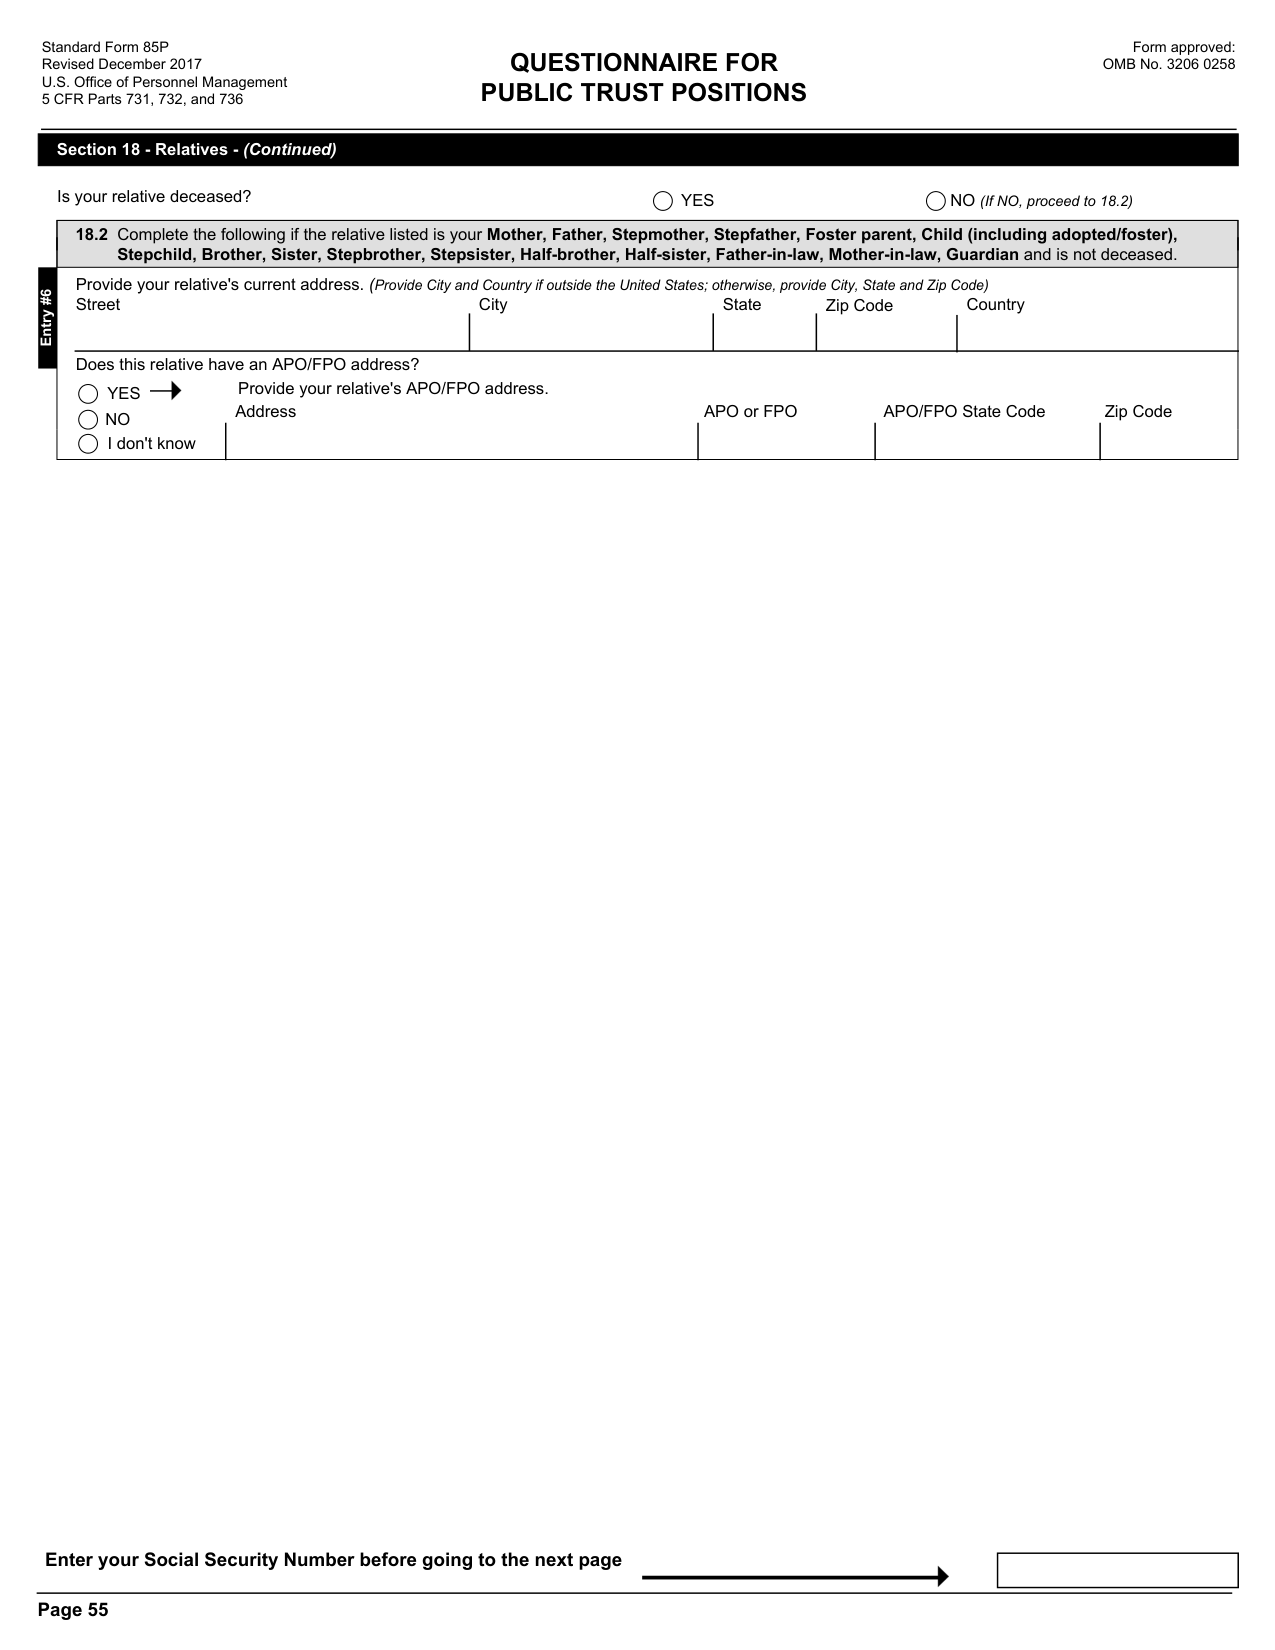 Standard Form 85P
Revised December 2017
U.S. Office of Personnel Management
5 CFR Parts 731, 732, and 736
QUESTIONNAIRE FOR
PUBLIC TRUST POSITIONS
Form approved:
OMB No. 3206 0258
Section 18 - Relatives - (Continued)
Is your relative deceased?
YES
NO (If NO, proceed to 18.2)
18.2 Complete the following if the relative listed is your Mother, Father, Stepmother, Stepfather, Foster parent, Child (including adopted/foster),
Stepchild, Brother, Sister, Stepbrother, Stepsister, Half-brother, Half-sister, Father-in-law, Mother-in-law, Guardian and is not deceased.
Entry #6
Provide your relative's current address. (Provide City and Country if outside the United States; otherwise, provide City, State and Zip Code)
Street City State Zip Code Country
Does this relative have an APO/FPO address?
YES Provide your relative's APO/FPO address.
NO Address APO or FPO APO/FPO State Code Zip Code
I don't know
Enter your Social Security Number before going to the next page
Page 55